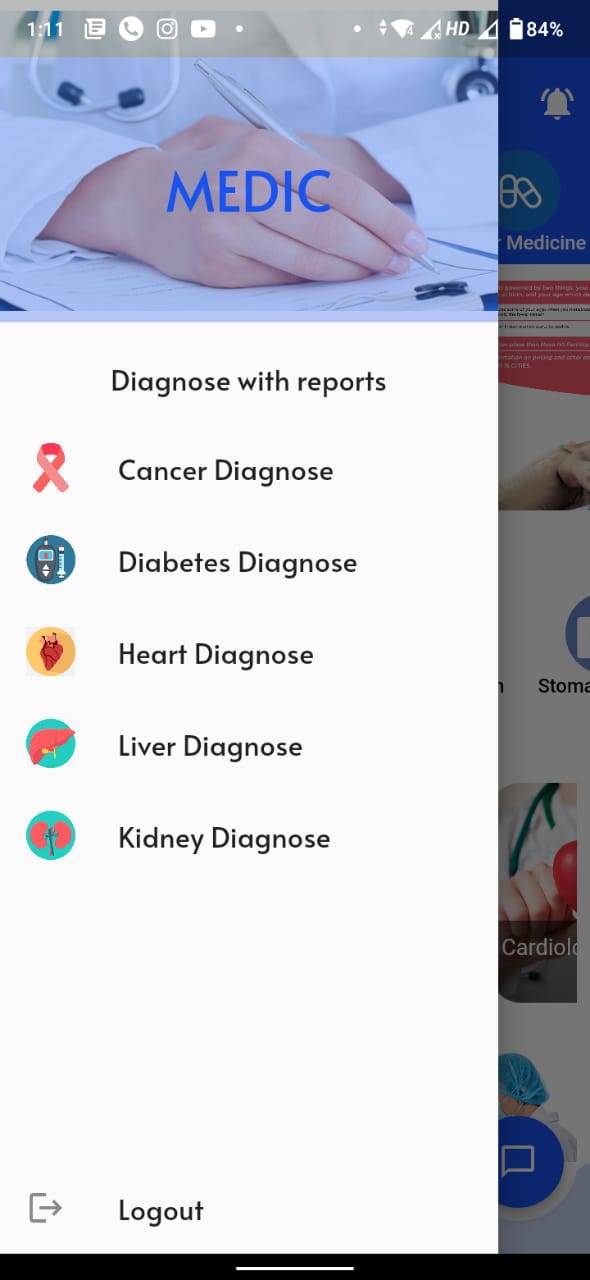 1:11
4 HD 84%
MEDIC
Medicine
Diagnose with reports
Cancer Diagnose
Diabetes Diagnose
Heart Diagnose
Liver Diagnose
Kidney Diagnose
Stoma
Cardiolo
Logout